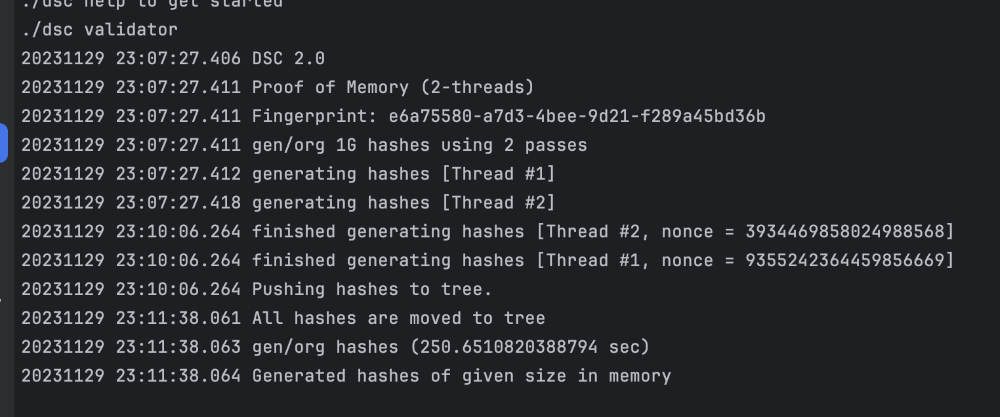 ./dsc help to get started
./dsc validator
20231129 23:07:27.406 DSC 2.0
20231129 23:07:27.411 Proof of Memory (2-threads)
20231129 23:07:27.411 Fingerprint: e6a75580-a7d3-4bee-9d21-f289a45bd36b
20231129 23:07:27.411 gen/org 1G hashes using 2 passes
20231129 23:07:27.412 generating hashes [Thread #1]
20231129 23:07:27.418 generating hashes [Thread #2]
20231129 23:10:06.264 finished generating hashes [Thread #2, nonce = 3934469858024988568]
20231129 23:10:06.264 finished generating hashes [Thread #1, nonce = 9355242364459856669]
20231129 23:10:06.264 Pushing hashes to tree.
20231129 23:11:38.061 All hashes are moved to tree
20231129 23:11:38.063 gen/org hashes (250.6510820388794 sec)
20231129 23:11:38.064 Generated hashes of given size in memory